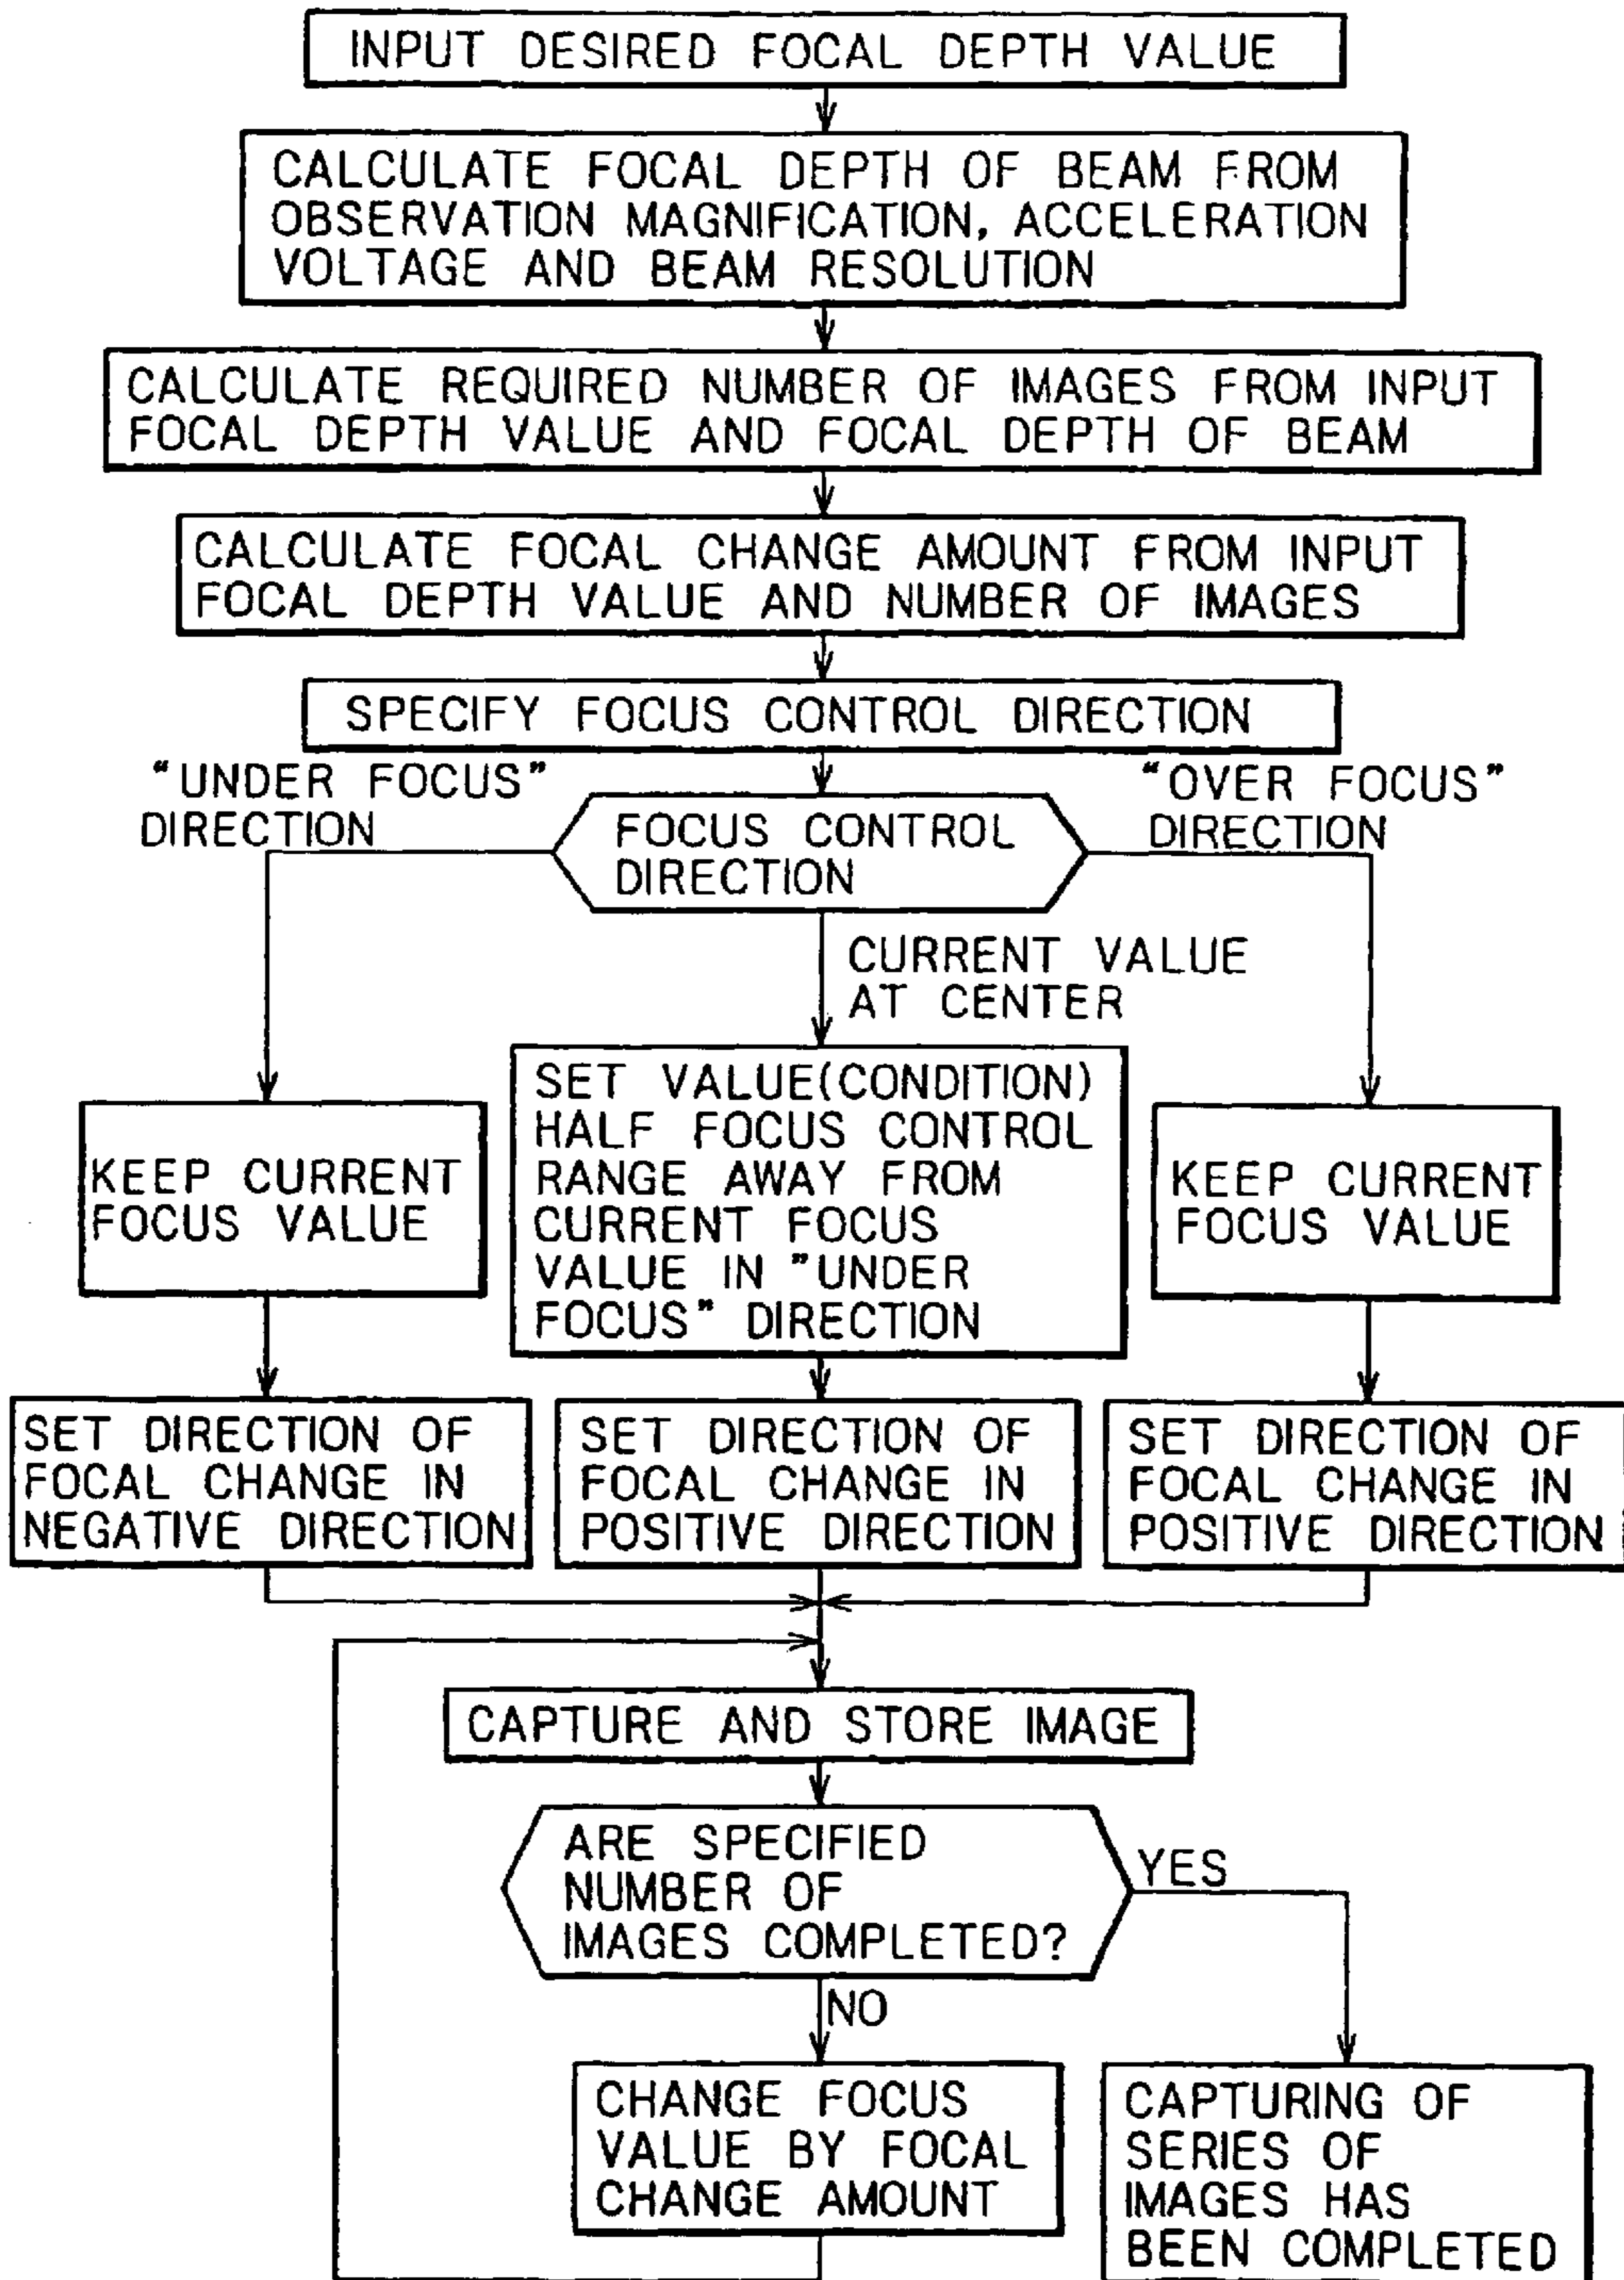 INPUT DESIRED FOCAL DEPTH VALUE
CALCULATE FOCAL DEPTH OF BEAM FROM
OBSERVATION MAGNIFICATION, ACCELERATION
VOLTAGE AND BEAM RESOLUTION
CALCULATE REQUIRED NUMBER OF IMAGES FROM INPUT
FOCAL DEPTH VALUE AND FOCAL DEPTH OF BEAM
CALCULATE FOCAL CHANGE AMOUNT FROM INPUT
FOCAL DEPTH VALUE AND NUMBER OF IMAGES
SPECIFY FOCUS CONTROL DIRECTION
"UNDER FOCUS"
DIRECTION
"OVER FOCUS"
DIRECTION
FOCUS CONTROL
DIRECTION
CURRENT VALUE
AT CENTER
KEEP CURRENT
FOCUS VALUE
SET VALUE(CONDITION)
HALF FOCUS CONTROL
RANGE AWAY FROM
CURRENT FOCUS
VALUE IN "UNDER
FOCUS" DIRECTION
KEEP CURRENT
FOCUS VALUE
SET DIRECTION OF
FOCAL CHANGE IN
NEGATIVE DIRECTION
SET DIRECTION OF
FOCAL CHANGE IN
POSITIVE DIRECTION
SET DIRECTION OF
FOCAL CHANGE IN
POSITIVE DIRECTION
CAPTURE AND STORE IMAGE
ARE SPECIFIED
NUMBER OF
IMAGES COMPLETED?
YES
NO
CHANGE FOCUS
VALUE BY FOCAL
CHANGE AMOUNT
CAPTURING OF
SERIES OF
IMAGES HAS
BEEN COMPLETED